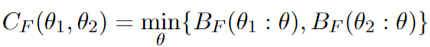 C_F(θ_1, θ_2) = min_θ{B_F(θ_1 : θ), B_F(θ_2 : θ)}